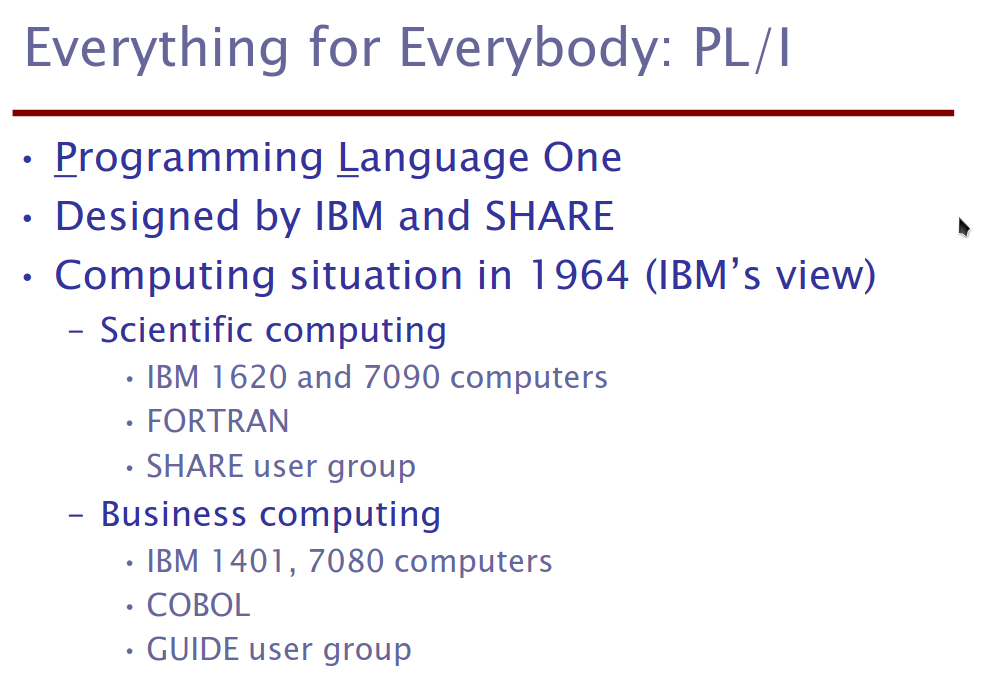 Everything for Everybody: PL/I
• Programming Language One
• Designed by IBM and SHARE
• Computing situation in 1964 (IBM’s view)
– Scientific computing
• IBM 1620 and 7090 computers
• FORTRAN
• SHARE user group
– Business computing
• IBM 1401, 7080 computers
• COBOL
• GUIDE user group